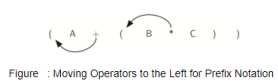 ( A + ( B * C ) )
Figure : Moving Operators to the Left for Prefix Notation